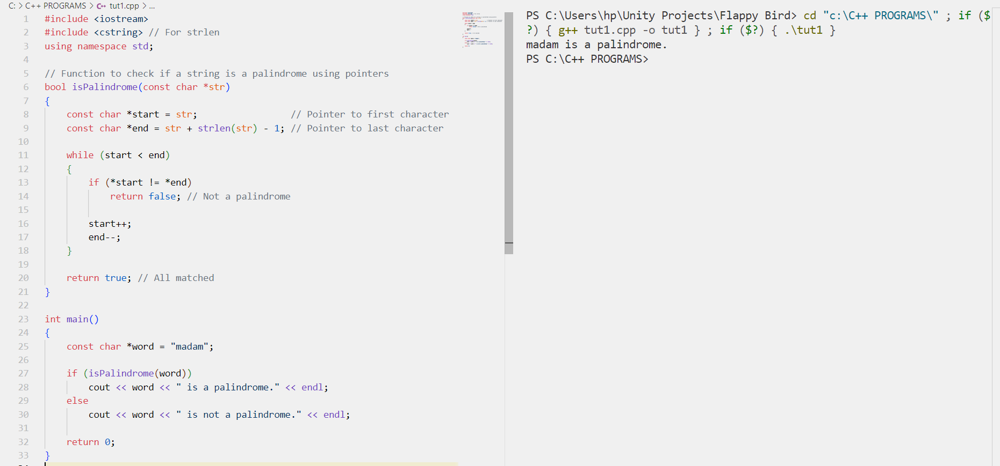 C: > C++ PROGRAMS > C++ tut1.cpp > ...
1 #include <iostream>
2 #include <cstring> // For strlen
3 using namespace std;
4
5 // Function to check if a string is a palindrome using pointers
6 bool isPalindrome(const char *str)
7 {
8     const char *start = str;                 // Pointer to first character
9     const char *end = str + strlen(str) - 1; // Pointer to last character
10
11     while (start < end)
12     {
13         if (*start != *end)
14             return false; // Not a palindrome
15
16         start++;
17         end--;
18     }
19
20     return true; // All matched
21 }
22
23 int main()
24 {
25     const char *word = "madam";
26
27     if (isPalindrome(word))
28         cout << word << " is a palindrome." << endl;
29     else
30         cout << word << " is not a palindrome." << endl;
31
32     return 0;
33 }
PS C:\Users\hp\Unity Projects\Flappy Bird> cd "c:\C++ PROGRAMS\" ; if ($
?) { g++ tut1.cpp -o tut1 } ; if ($?) { .\tut1 }
madam is a palindrome.
PS C:\C++ PROGRAMS>